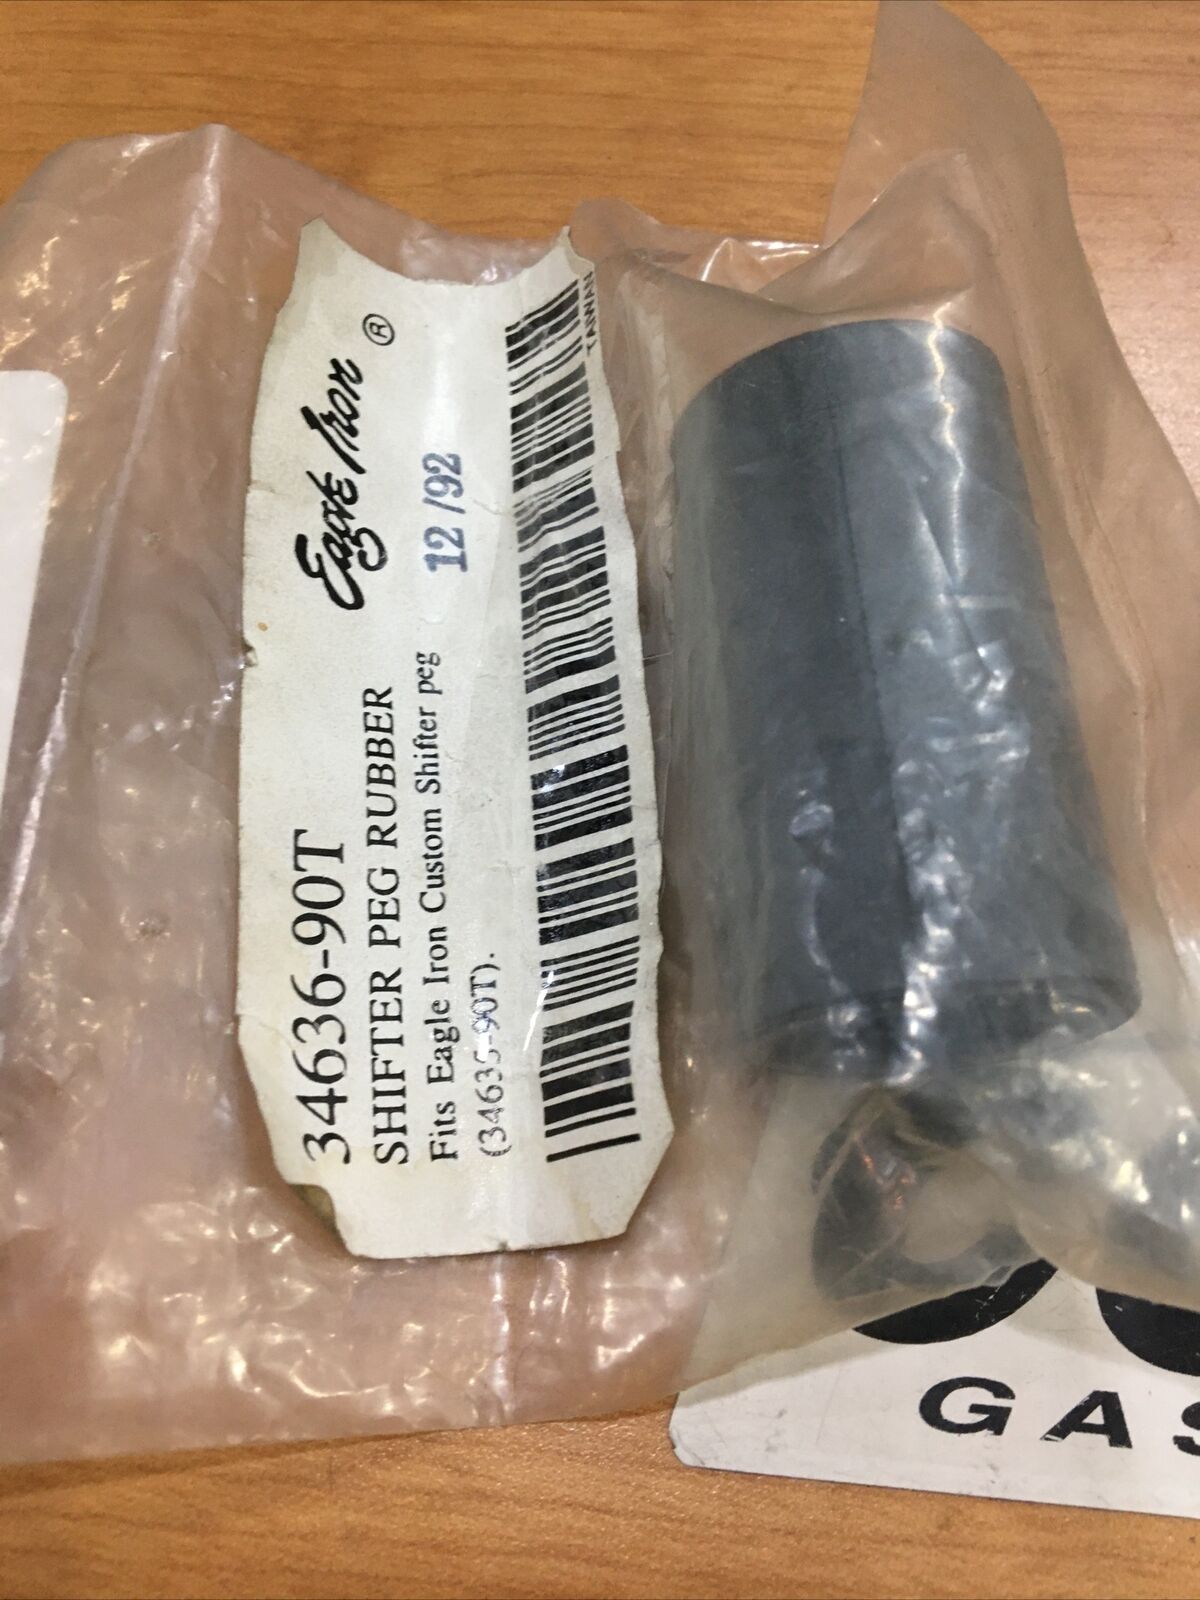 Eagle Iron ®
34636-90T
SHIFTER PEG RUBBER
12 /92
Fits Eagle Iron Custom Shifter peg
(34635-90T).
TAIWAN
GAS